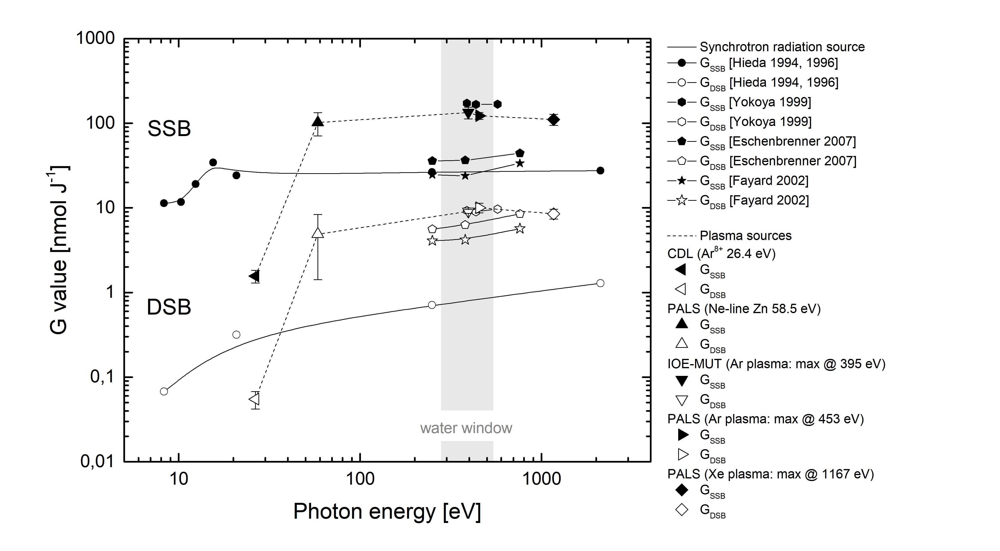 1000
100
10
1
0,1
0,01
G value [nmol J-1]
SSB
DSB
water window
10
100
1000
Photon energy [eV]
Synchrotron radiation source
GSSB [Hieda 1994, 1996]
GDSB [Hieda 1994, 1996]
GSSB [Yokoya 1999]
GDSB [Yokoya 1999]
GSSB [Eschenbrenner 2007]
GDSB [Eschenbrenner 2007]
GSSB [Fayard 2002]
GDSB [Fayard 2002]
Plasma sources
CDL (Ar8+ 26.4 eV)
GSSB
GDSB
PALS (Ne-line Zn 58.5 eV)
GSSB
GDSB
IOE-MUT (Ar plasma: max @ 395 eV)
GSSB
GDSB
PALS (Ar plasma: max @ 453 eV)
GSSB
GDSB
PALS (Xe plasma: max @ 1167 eV)
GSSB
GDSB